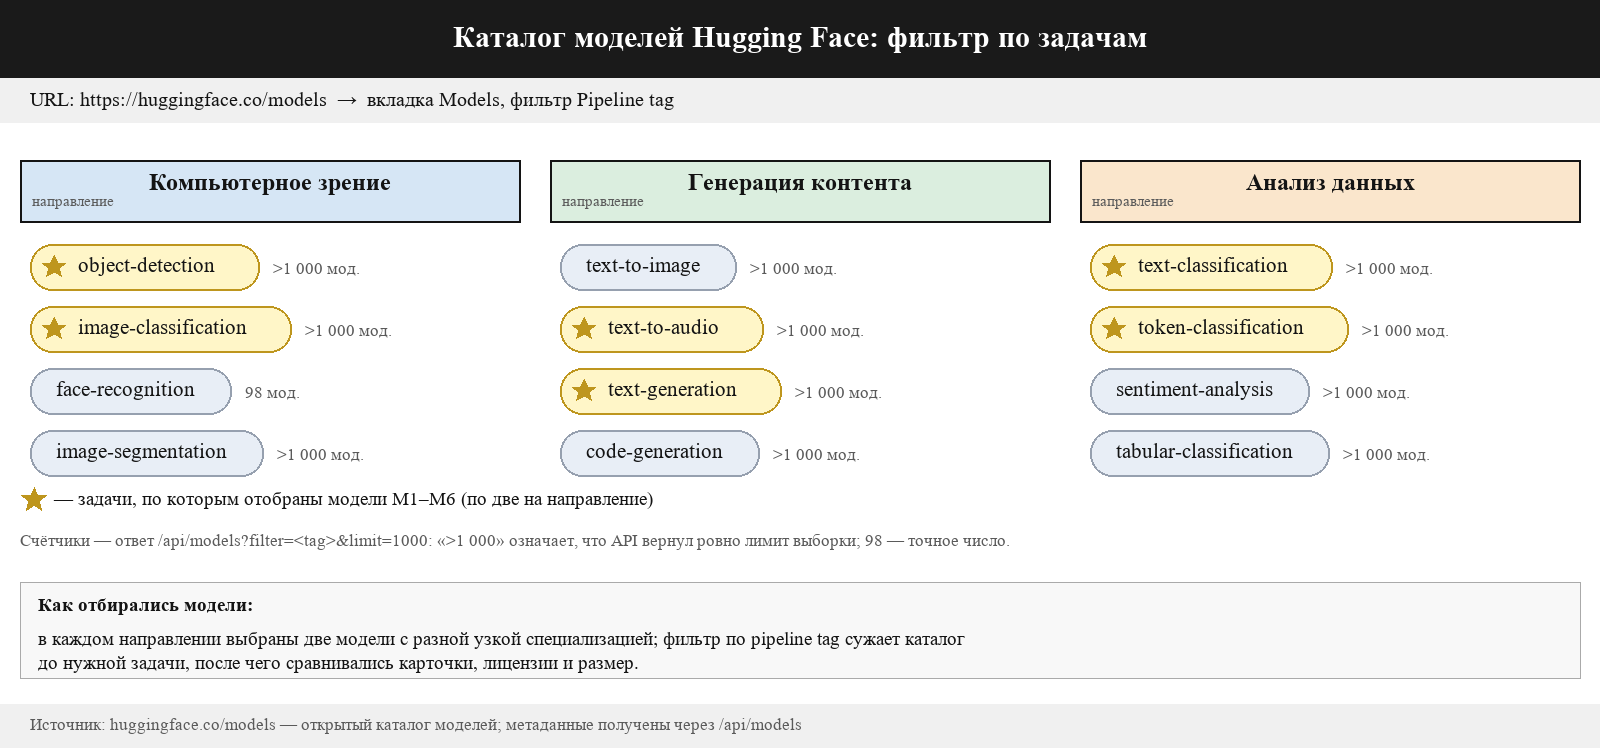 Каталог моделей Hugging Face: фильтр по задачам
URL: https://huggingface.co/models → вкладка Models, фильтр Pipeline tag
Компьютерное зрение
направление
object-detection >1 000 мод.
image-classification >1 000 мод.
face-recognition 98 мод.
image-segmentation >1 000 мод.
Генерация контента
направление
text-to-image >1 000 мод.
text-to-audio >1 000 мод.
text-generation >1 000 мод.
code-generation >1 000 мод.
Анализ данных
направление
text-classification >1 000 мод.
token-classification >1 000 мод.
sentiment-analysis >1 000 мод.
tabular-classification >1 000 мод.
— задачи, по которым отобраны модели М1–М6 (по две на направление)
Счётчики — ответ /api/models?filter=<tag>&limit=1000: «>1 000» означает, что API вернул ровно лимит выборки; 98 — точное число.
Как отбирались модели:
в каждом направлении выбраны две модели с разной узкой специализацией; фильтр по pipeline tag сужает каталог
до нужной задачи, после чего сравнивались карточки, лицензии и размер.
Источник: huggingface.co/models — открытый каталог моделей; метаданные получены через /api/models